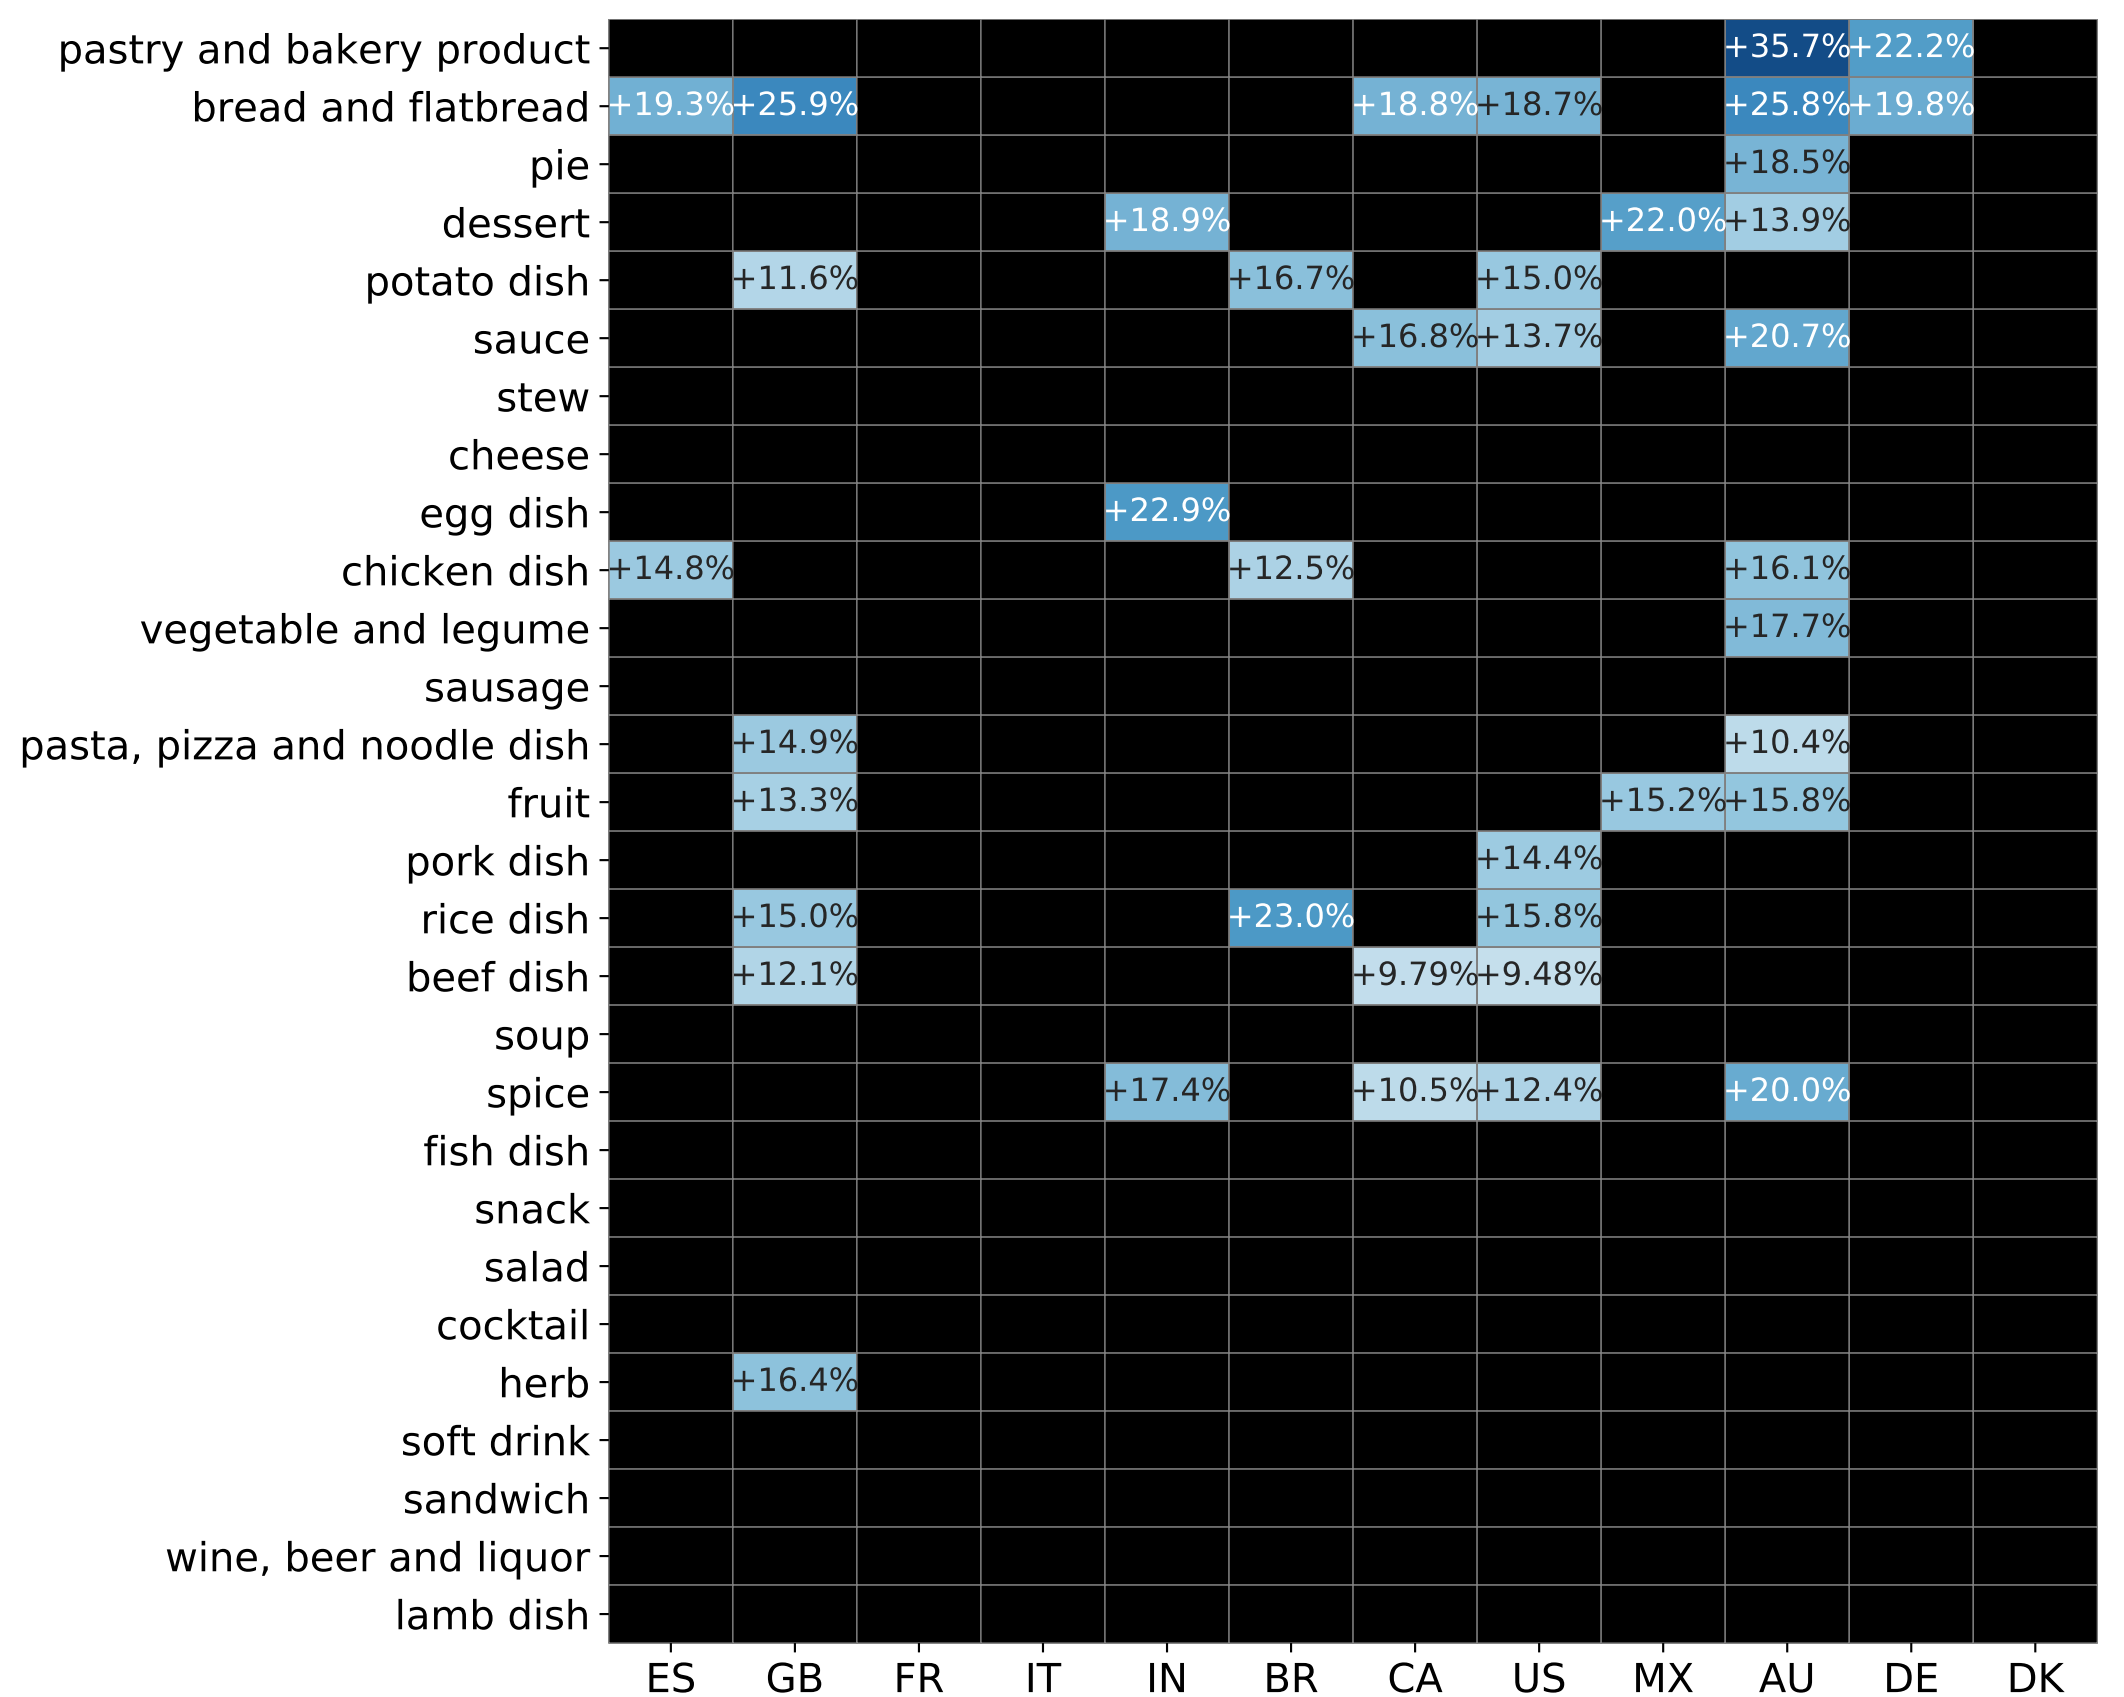 pastry and bakery product +35.7% +22.2%
bread and flatbread +19.3% +25.9% +18.8% +18.7% +25.8% +19.8%
pie +18.5%
dessert +18.9% +22.0% +13.9%
potato dish +11.6% +16.7% +15.0%
sauce +16.8% +13.7% +20.7%
stew
cheese
egg dish +22.9%
chicken dish +14.8% +12.5% +16.1%
vegetable and legume +17.7%
sausage
pasta, pizza and noodle dish +14.9% +10.4%
fruit +13.3% +15.2% +15.8%
pork dish +14.4%
rice dish +15.0% +23.0% +15.8%
beef dish +12.1% +9.79% +9.48%
soup
spice +17.4% +10.5% +12.4% +20.0%
fish dish
snack
salad
cocktail
herb +16.4%
soft drink
sandwich
wine, beer and liquor
lamb dish
ES GB FR IT IN BR CA US MX AU DE DK